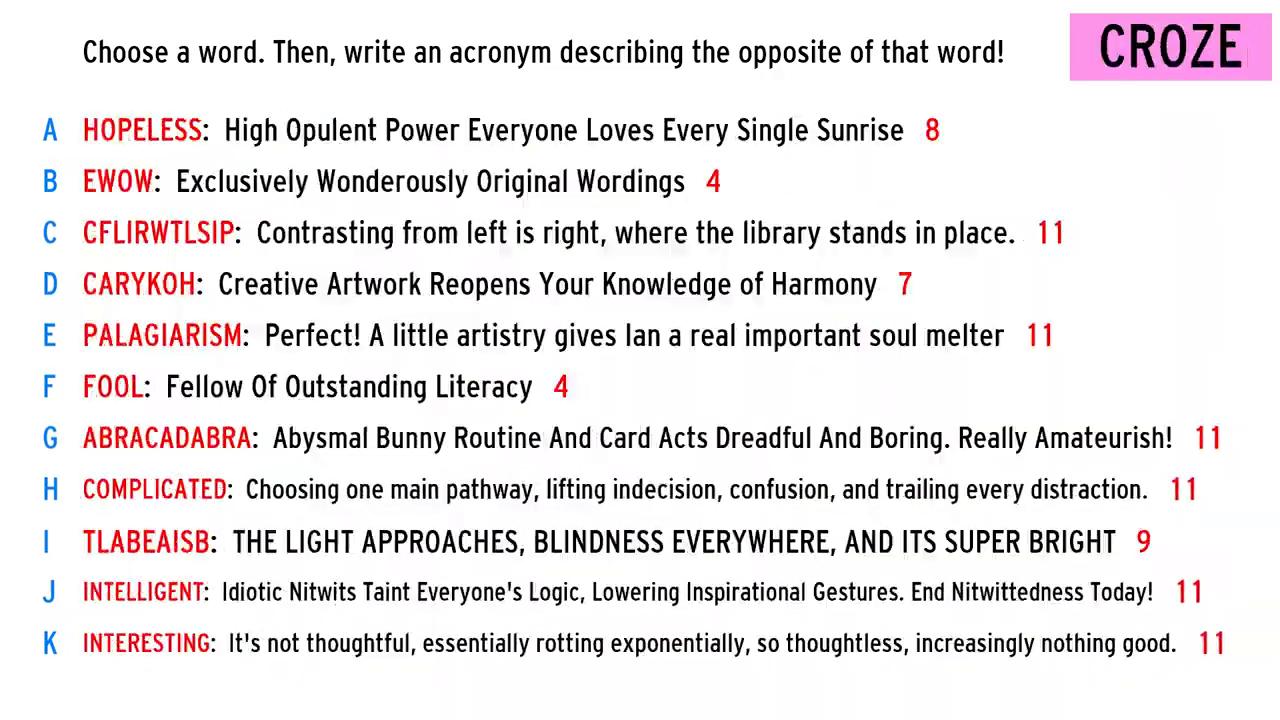 Choose a word. Then, write an acronym describing the opposite of that word!
CROZE
A HOPELESS: High Opulent Power Everyone Loves Every Single Sunrise 8
B EWOW: Exclusively Wonderously Original Wordings 4
C CFLIRWTLSIP: Contrasting from left is right, where the library stands in place. 11
D CARYKOH: Creative Artwork Reopens Your Knowledge of Harmony 7
E PALAGIARISM: Perfect! A little artistry gives Ian a real important soul melter 11
F FOOL: Fellow Of Outstanding Literacy 4
G ABRACADABRA: Abysmal Bunny Routine And Card Acts Dreadful And Boring. Really Amateurish! 11
H COMPLICATED: Choosing one main pathway, lifting indecision, confusion, and trailing every distraction. 11
I TLABEAISB: THE LIGHT APPROACHES, BLINDNESS EVERYWHERE, AND ITS SUPER BRIGHT 9
J INTELLIGENT: Idiotic Nitwits Taint Everyone's Logic, Lowering Inspirational Gestures. End Nitwittedness Today! 11
K INTERESTING: It's not thoughtful, essentially rotting exponentially, so thoughtless, increasingly nothing good. 11